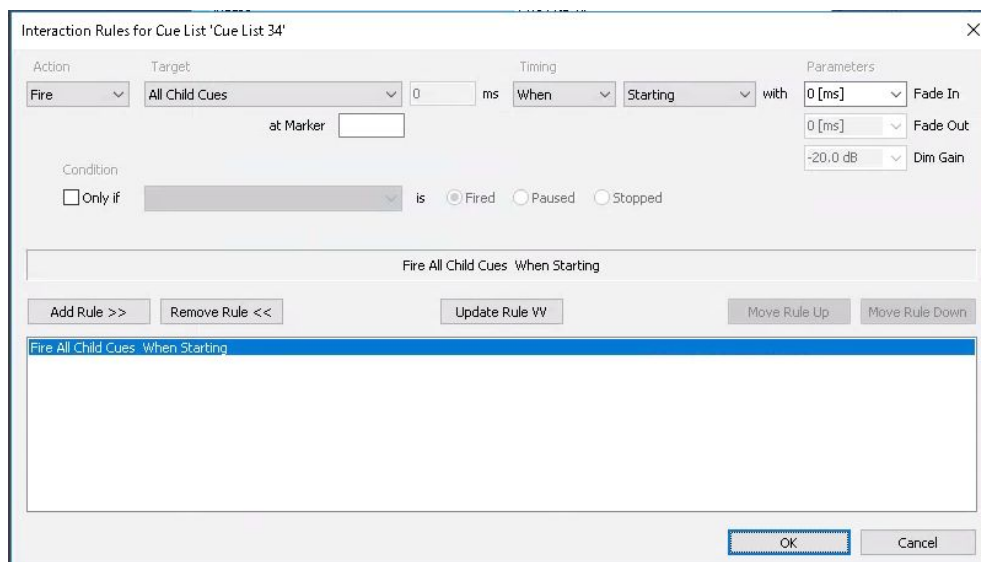 Interaction Rules for Cue List 'Cue List 34'
Action Target Timing Parameters
Fire All Child Cues 0 ms When Starting with 0 [ms] Fade In
at Marker 0 [ms] Fade Out
-20.0 dB Dim Gain
Condition
Only if is Fired Paused Stopped
Fire All Child Cues When Starting
Add Rule >> Remove Rule << Update Rule VV Move Rule Up Move Rule Down
Fire All Child Cues When Starting
OK Cancel